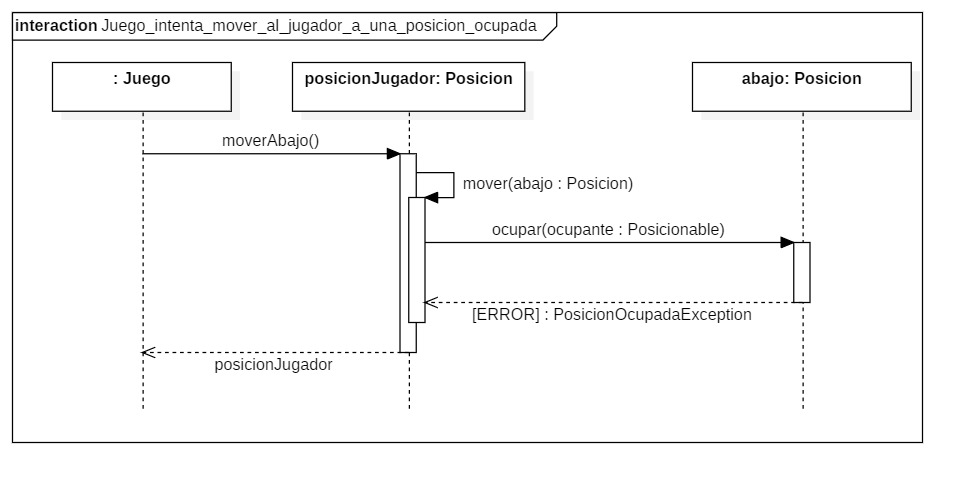 interaction Juego_intenta_mover_al_jugador_a_una_posicion_ocupada
: Juego
posicionJugador: Posicion
abajo: Posicion
moverAbajo()
mover(abajo : Posicion)
ocupar(ocupante : Posicionable)
[ERROR] : PosicionOcupadaException
posicionJugador